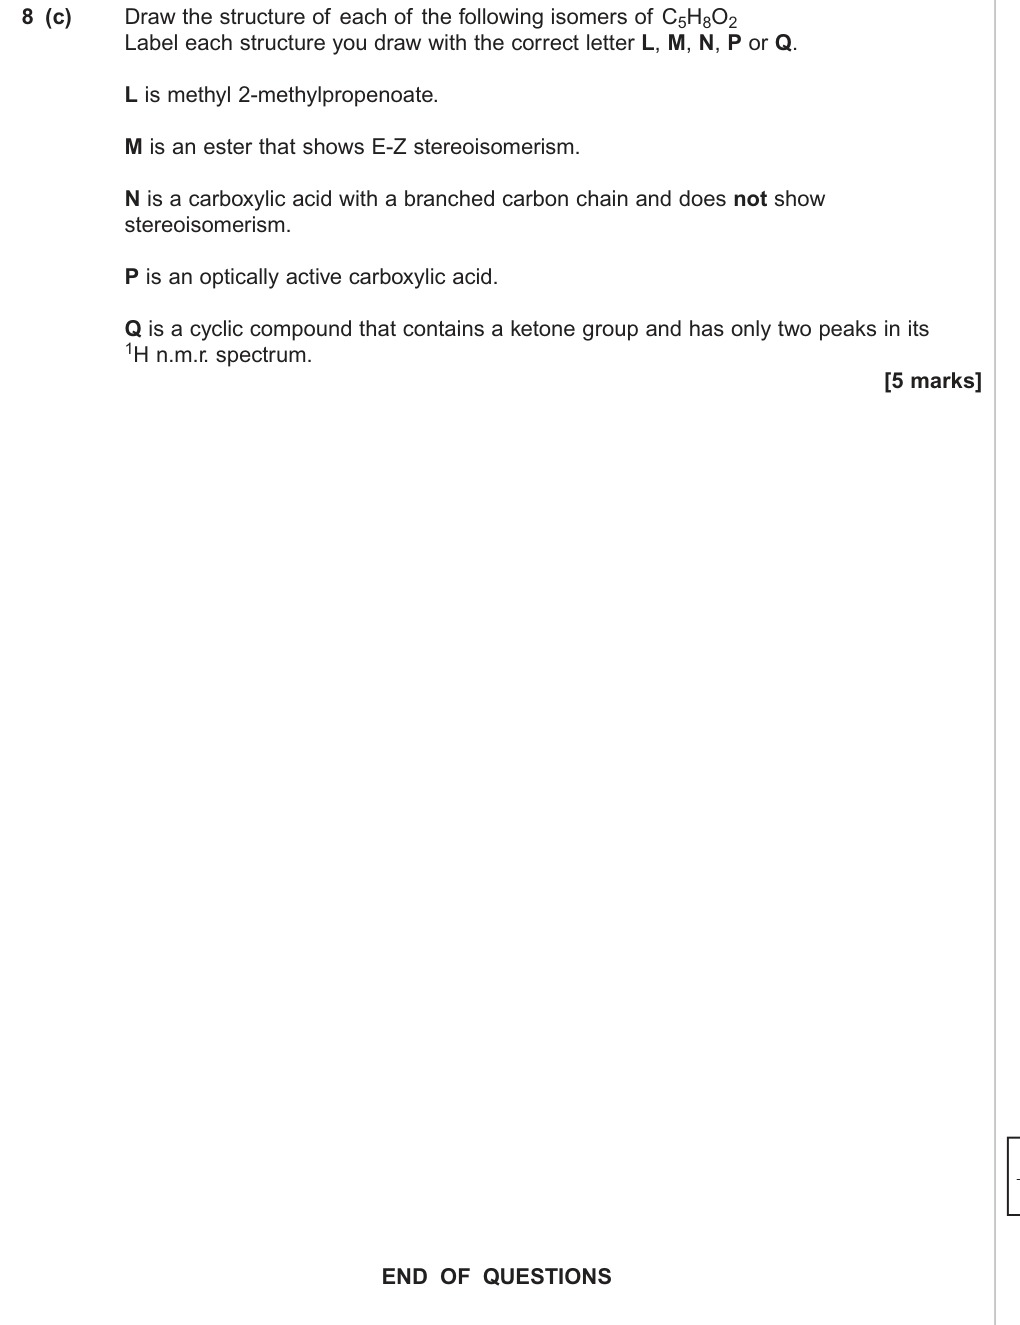 8 (c) Draw the structure of each of the following isomers of C₅H₈O₂
Label each structure you draw with the correct letter L, M, N, P or Q.
L is methyl 2-methylpropenoate.
M is an ester that shows E-Z stereoisomerism.
N is a carboxylic acid with a branched carbon chain and does not show
stereoisomerism.
P is an optically active carboxylic acid.
Q is a cyclic compound that contains a ketone group and has only two peaks in its
¹H n.m.r. spectrum.
[5 marks]
END OF QUESTIONS